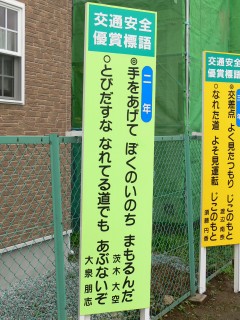 交通安全
優賞標語
二年
◎手をあげて ぼくのいのち まもるんだ
茨木 大空
○とびだすな なれてる道でも あぶないぞ
大泉 朋志
交通安全
優賞標語
◎交差点 よく見たつもり じこのもと
○なれた道 よそ見運転 じこのもと